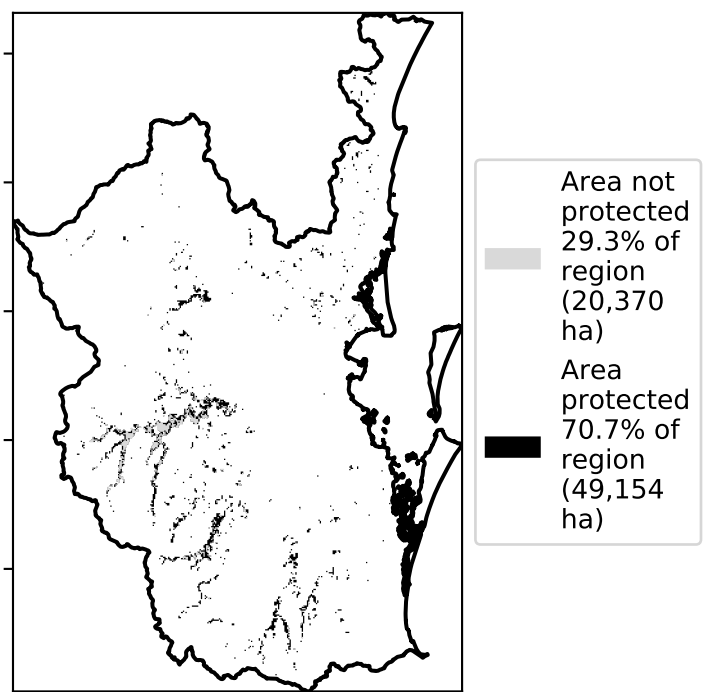 Area not
protected
29.3% of
region
(20,370
ha)
Area
protected
70.7% of
region
(49,154
ha)